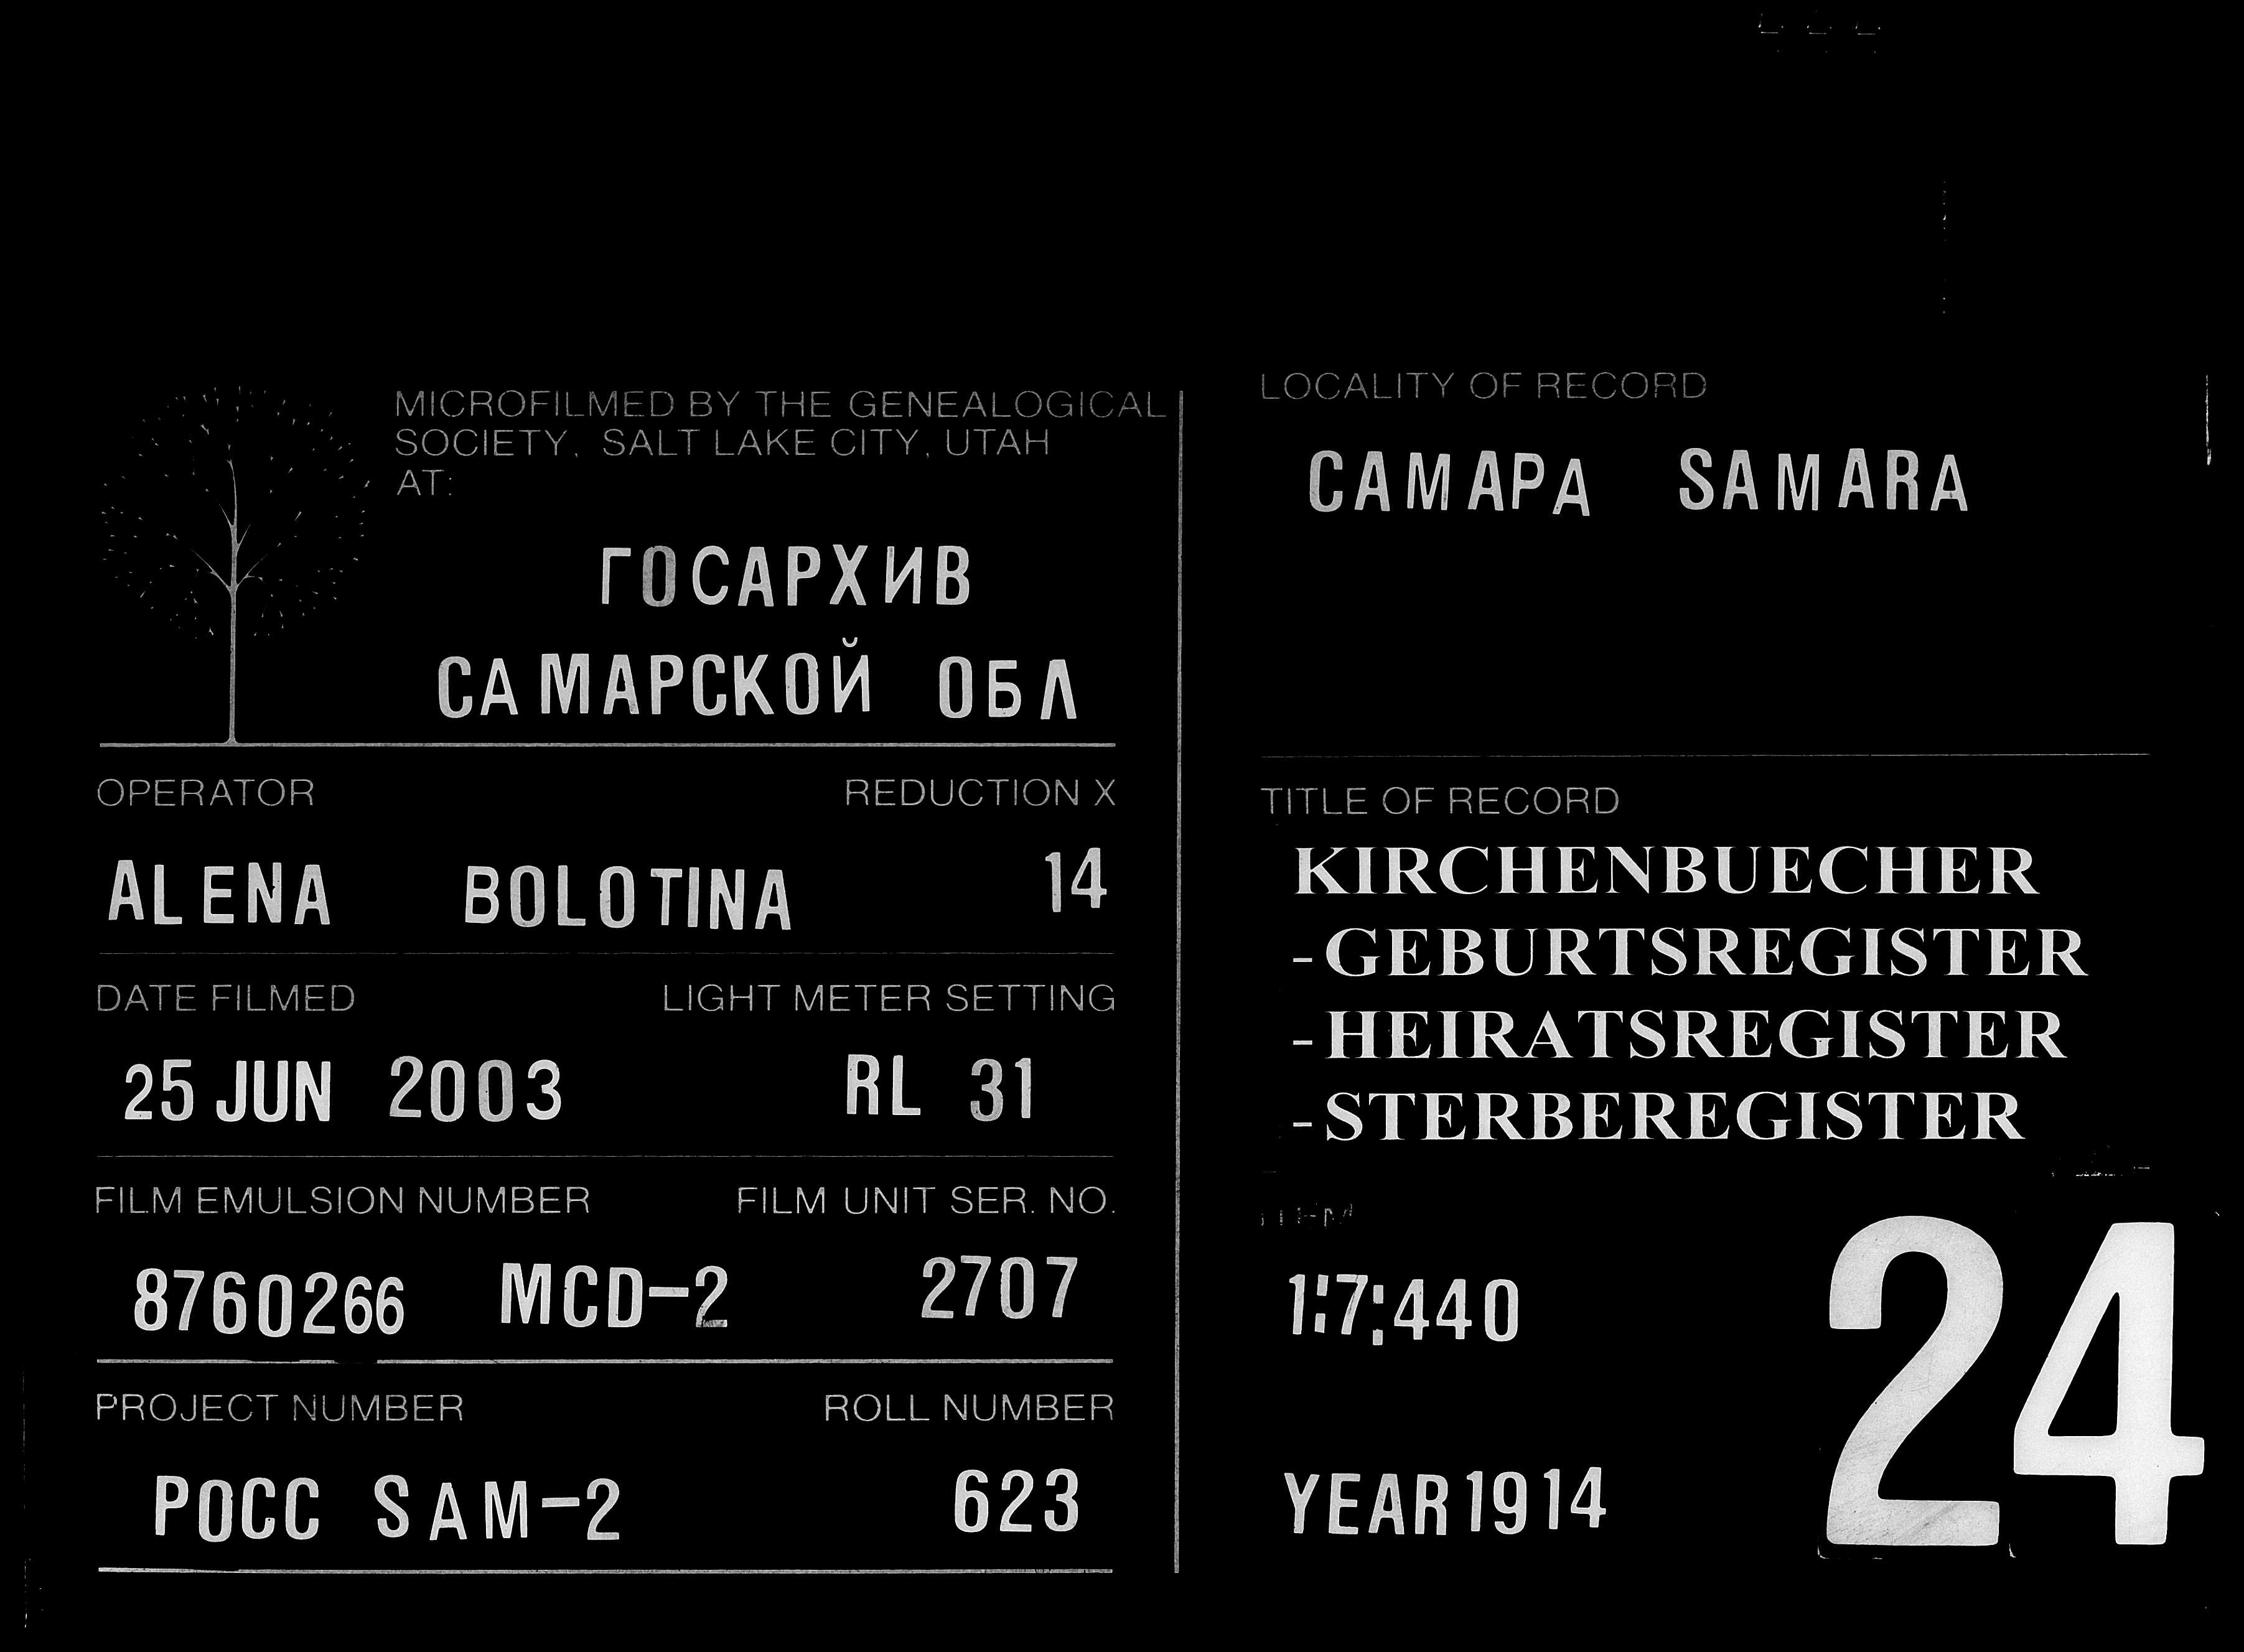 MICROFILMED BY THE GENEALOGICAL
SOCIETY, SALT LAKE CITY, UTAH
AT:
ГОСАРХИВ
САМАРСКОЙ ОБЛ
OPERATOR REDUCTION X
ALENA BOLOTINA 14
DATE FILMED LIGHT METER SETTING
25 JUN 2003 RL 31
FILM EMULSION NUMBER FILM UNIT SER. NO.
8760266 MCD-2 2707
PROJECT NUMBER ROLL NUMBER
РОСС SAM-2 623
LOCALITY OF RECORD
САМАРА SAMARA
TITLE OF RECORD
KIRCHENBUECHER
-GEBURTSREGISTER
-HEIRATSREGISTER
-STERBEREGISTER
ITEM
1:7:440
24
YEAR 1914